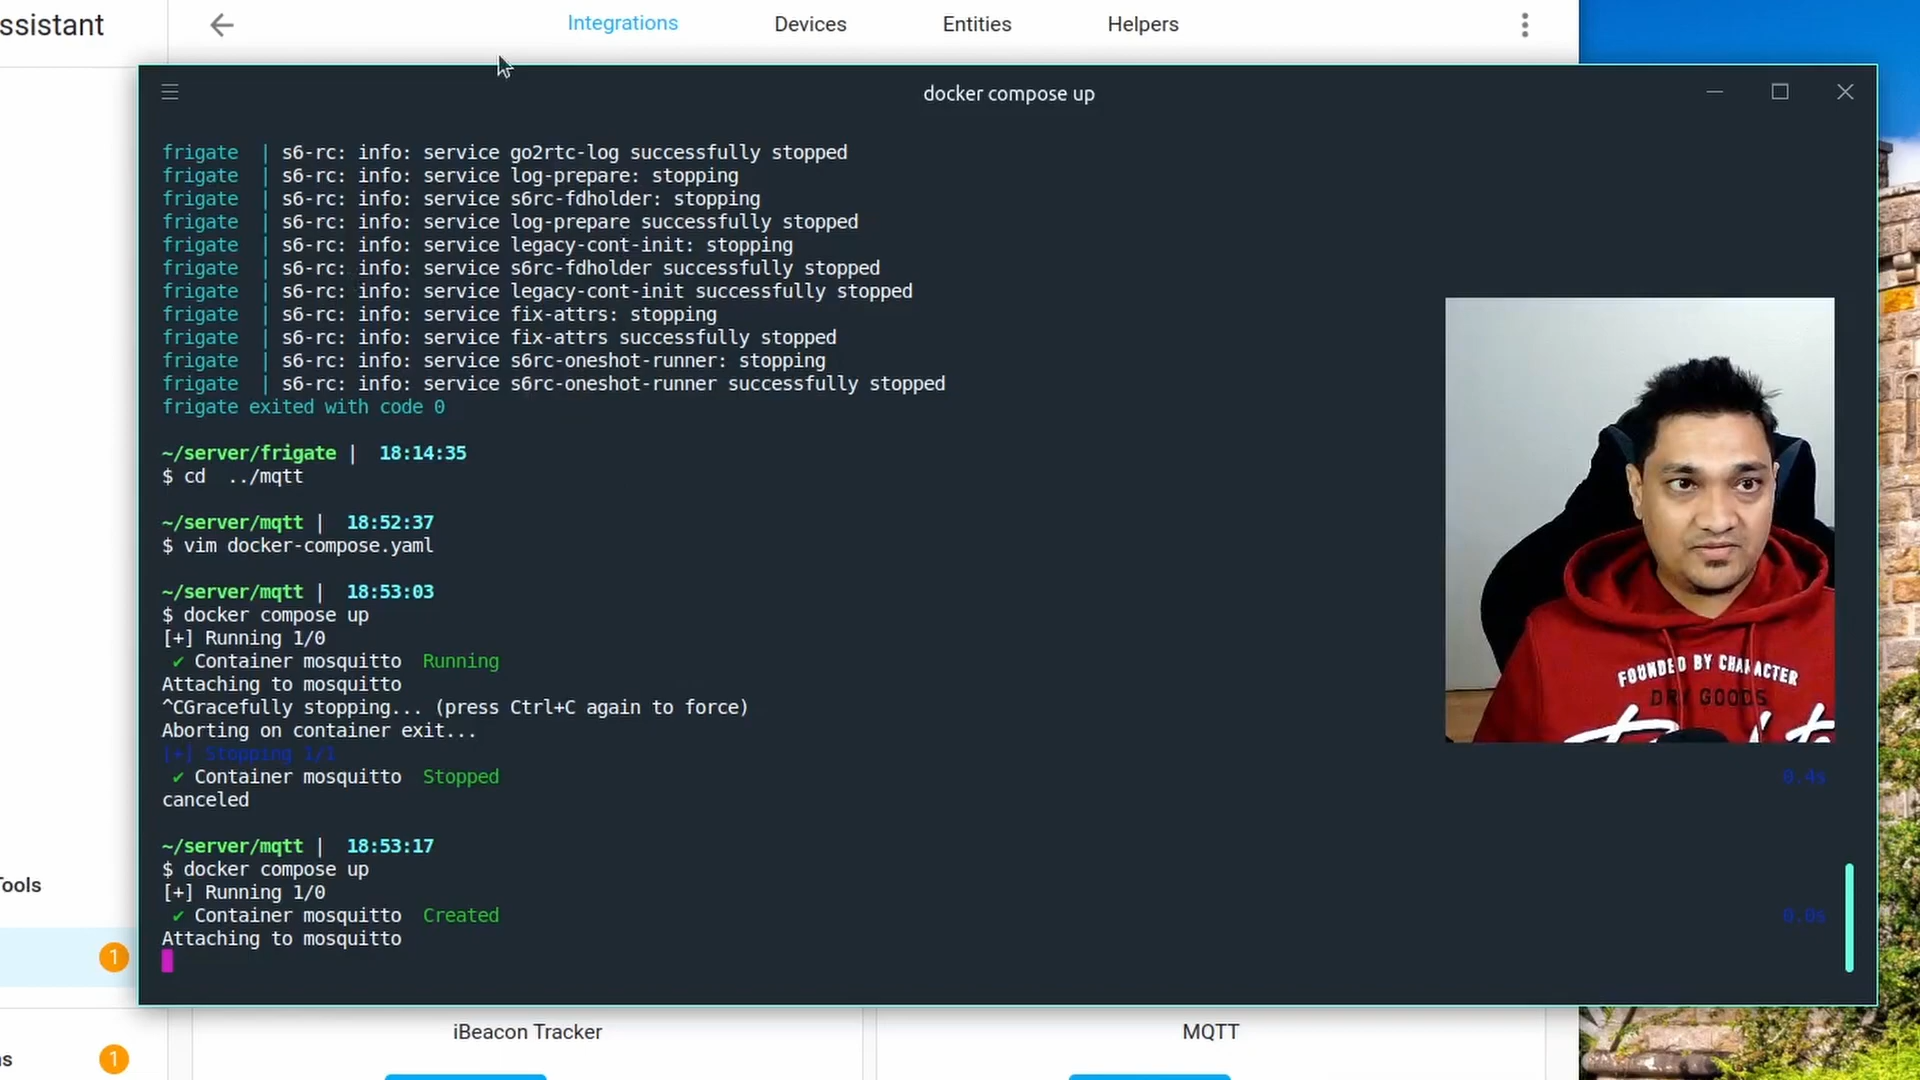 ssistant
Integrations
Devices
Entities
Helpers
docker compose up
frigate | s6-rc: info: service go2rtc-log successfully stopped
frigate | s6-rc: info: service log-prepare: stopping
frigate | s6-rc: info: service s6rc-fdholder: stopping
frigate | s6-rc: info: service log-prepare successfully stopped
frigate | s6-rc: info: service legacy-cont-init: stopping
frigate | s6-rc: info: service s6rc-fdholder successfully stopped
frigate | s6-rc: info: service legacy-cont-init successfully stopped
frigate | s6-rc: info: service fix-attrs: stopping
frigate | s6-rc: info: service fix-attrs successfully stopped
frigate | s6-rc: info: service s6rc-oneshot-runner: stopping
frigate | s6-rc: info: service s6rc-oneshot-runner successfully stopped
frigate exited with code 0
~/server/frigate | 18:14:35
$ cd ../mqtt
~/server/mqtt | 18:52:37
$ vim docker-compose.yaml
~/server/mqtt | 18:53:03
$ docker compose up
[+] Running 1/0
✔ Container mosquitto Running
Attaching to mosquitto
^CGracefully stopping... (press Ctrl+C again to force)
Aborting on container exit...
[+] Stopping 1/1
✔ Container mosquitto Stopped 0.4s
canceled
~/server/mqtt | 18:53:17
$ docker compose up
[+] Running 1/0
✔ Container mosquitto Created 0.0s
Attaching to mosquitto
FOUNDED BY CHARACTER
DRY GOODS
Tools
1
s
1
iBeacon Tracker
MQTT